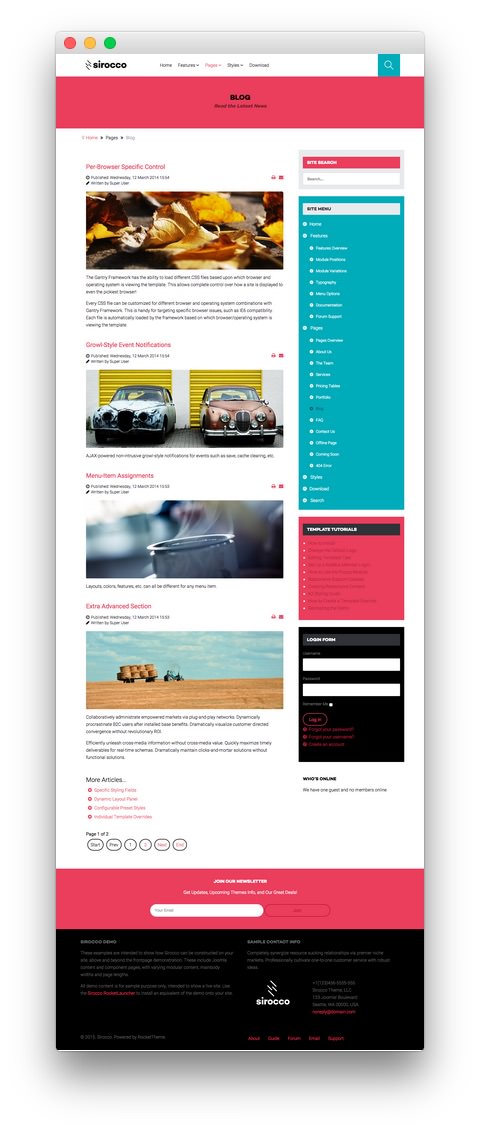 sirocco
Home Features Pages Styles Download
BLOG
Read the Latest News
Home Pages Blog
Per-Browser Specific Control
Published: Wednesday, 12 March 2014 15:54
Written by Super User
The Gantry Framework has the ability to load different CSS files based upon which browser and
operating system is viewing the template. This allows complete control over how a site is displayed to
even the pickiest browser!
Every CSS file can be customized for different browser and operating system combinations with
Gantry Framework. This is handy for targeting specific browser issues, such as IE6 compatibility.
Each file is automatically loaded by the framework based on which browser/operating system is
viewing the template.
Growl-Style Event Notifications
Published: Wednesday, 12 March 2014 15:54
Written by Super User
AJAX-powered non-intrusive growl-style notifications for events such as save, cache clearing, etc.
Menu-Item Assignments
Published: Wednesday, 12 March 2014 15:53
Written by Super User
Layouts, colors, features, etc. can all be different for any menu item.
Extra Advanced Section
Published: Wednesday, 12 March 2014 15:53
Written by Super User
Collaboratively administrate empowered markets via plug-and-play networks. Dynamically
procrastinate B2C users after installed base benefits. Dramatically visualize customer directed
convergence without revolutionary ROI.
Efficiently unleash cross-media information without cross-media value. Quickly maximize timely
deliverables for real-time schemas. Dramatically maintain clicks-and-mortar solutions without
functional solutions.
More Articles...
Specific Styling Fields
Dynamic Layout Panel
Configurable Preset Styles
Individual Template Overrides
Page 1 of 2
Start Prev 1 2 Next End
SITE SEARCH
Search...
SITE MENU
Home
Features
Features Overview
Module Positions
Module Variations
Typography
Menu Options
Documentation
Forum Support
Pages
Pages Overview
About Us
The Team
Services
Pricing Tables
Portfolio
Blog
FAQ
Contact Us
Offline Page
Coming Soon
404 Error
Styles
Download
Search
TEMPLATE TUTORIALS
LOGIN FORM
Username
Password
Remember Me
Log in
Forgot your password?
Forgot your username?
Create an account
WHO'S ONLINE
We have one guest and no members online
JOIN OUR NEWSLETTER
Get Updates, Upcoming Themes Info, and Our Great Deals!
Your Email
Join
SIROCCO DEMO
These examples are intended to show how Sirocco can be constructed on your
site, above and beyond the frontpage demonstration. These include Joomla
content and component pages, with varying modular content, mainbody
widths and page lengths.
All demo content is for sample purposes only, intended to show a live site. Use
the Sirocco RocketLauncher to install an equivalent of the demo onto your site.
SAMPLE CONTACT INFO
Completely synergize resource sucking relationships via premier niche
markets. Professionally cultivate one-to-one customer service with robust
ideas.
sirocco
Sirocco Theme, LLC
123 Joomla! Boulevard
Seattle, WA 00000, USA
noreply@domain.com
© 2015. Sirocco. Powered by RocketTheme.
About Guide Forum Email Support